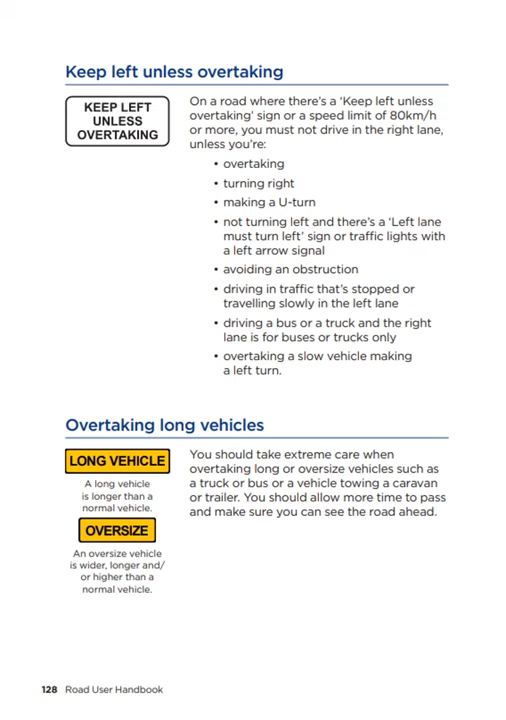 Keep left unless overtaking
KEEP LEFT
UNLESS
OVERTAKING
On a road where there's a 'Keep left unless
overtaking' sign or a speed limit of 80km/h
or more, you must not drive in the right lane,
unless you're:
• overtaking
• turning right
• making a U-turn
• not turning left and there's a 'Left lane
must turn left' sign or traffic lights with
a left arrow signal
• avoiding an obstruction
• driving in traffic that's stopped or
travelling slowly in the left lane
• driving a bus or a truck and the right
lane is for buses or trucks only
• overtaking a slow vehicle making
a left turn.
Overtaking long vehicles
LONG VEHICLE
A long vehicle
is longer than a
normal vehicle.
OVERSIZE
An oversize vehicle
is wider, longer and/
or higher than a
normal vehicle.
You should take extreme care when
overtaking long or oversize vehicles such as
a truck or bus or a vehicle towing a caravan
or trailer. You should allow more time to pass
and make sure you can see the road ahead.
128 Road User Handbook